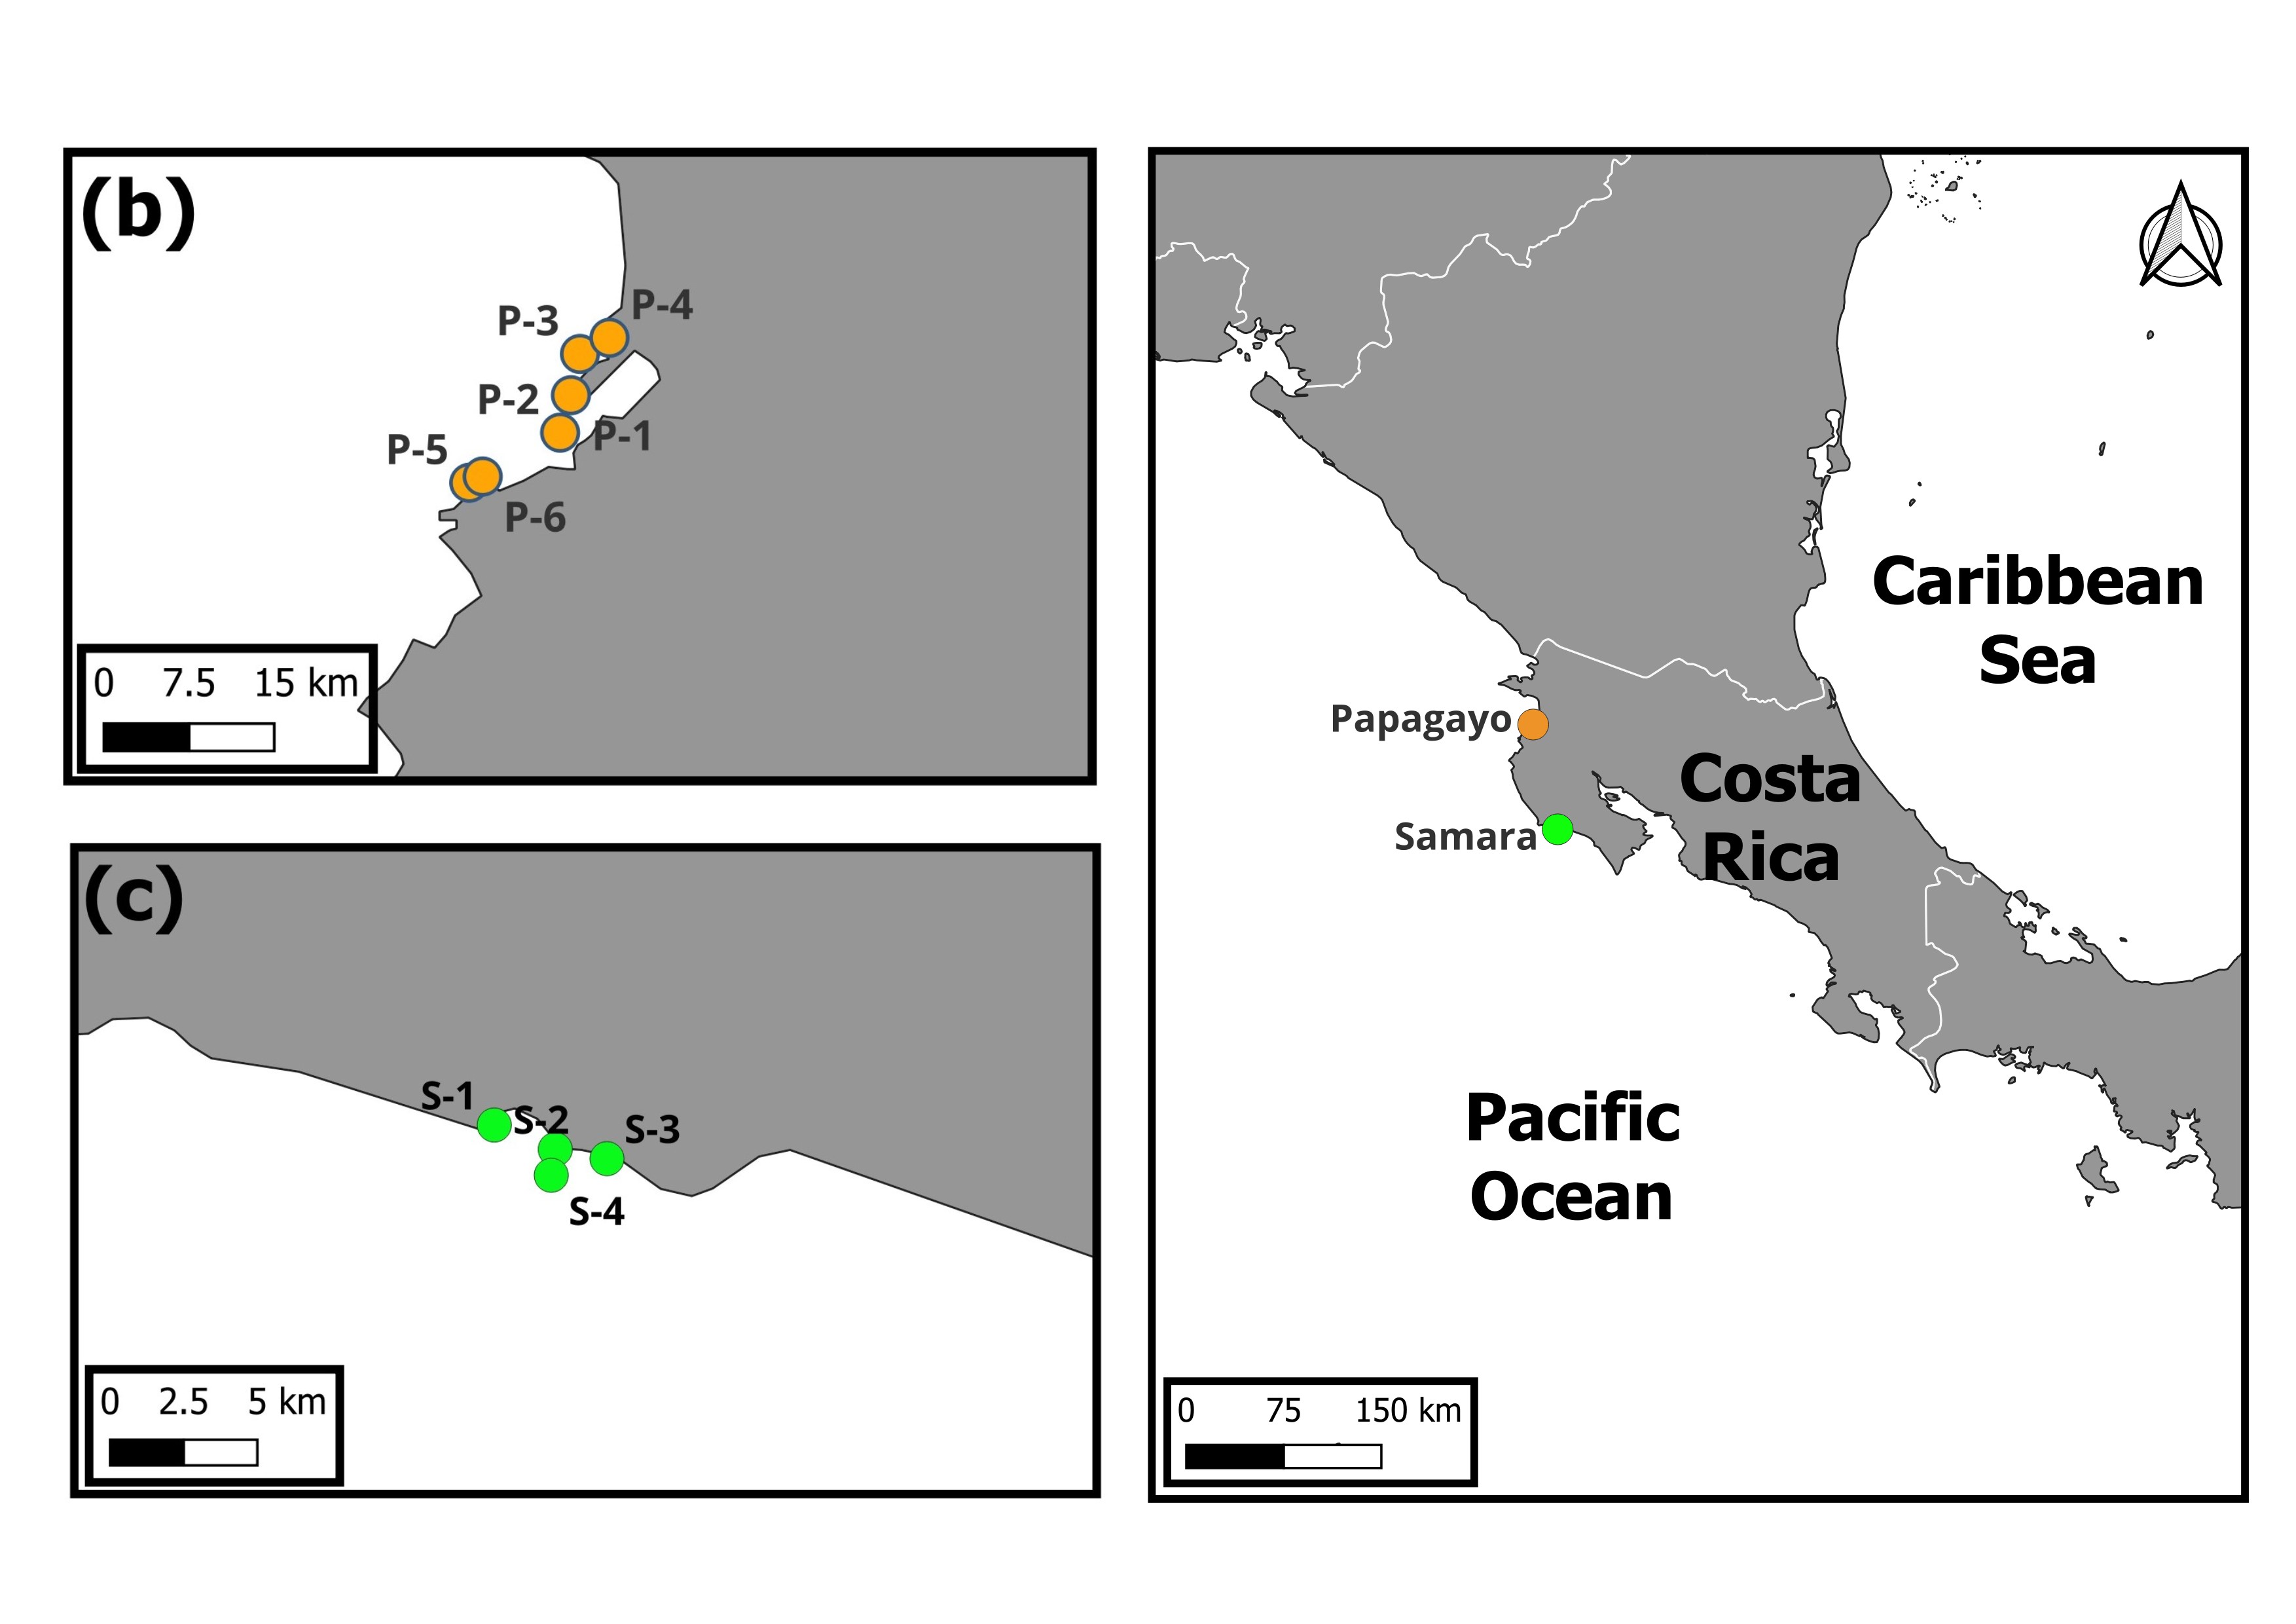 (b)
P-3
P-4
P-2
P-1
P-5
P-6
0 7.5 15 km
(c)
S-1
S-2
S-3
S-4
0 2.5 5 km
Caribbean
Sea
Papagayo
Costa
Rica
Samara
Pacific
Ocean
0 75 150 km